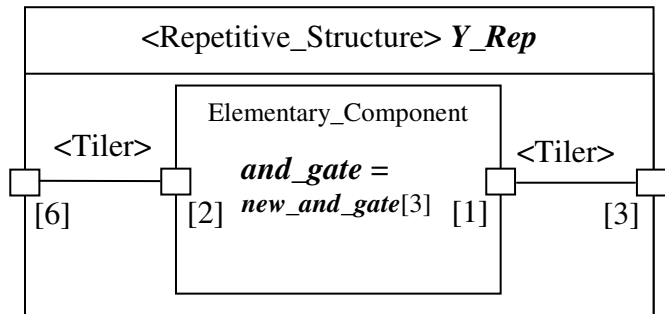 <Repetitive_Structure> Y_Rep
Elementary_Component
<Tiler>
<Tiler>
and_gate =
new_and_gate[3]
[6]
[2]
[1]
[3]